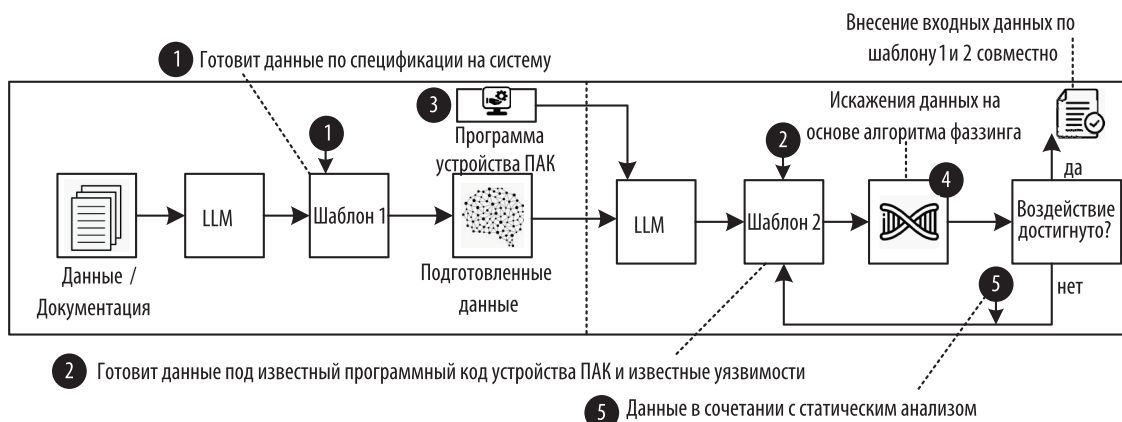 Внесение входных данных по
шаблону 1 и 2 совместно
1 Готовит данные по спецификации на систему
3
Программа
устройства ПАК
Искажения данных на
основе алгоритма фаззинга
1
2
4
да
LLM
Шаблон 1
LLM
Шаблон 2
Воздействие
достигнуто?
Данные /
Документация
Подготовленные
данные
5
нет
2 Готовит данные под известный программный код устройства ПАК и известные уязвимости
5 Данные в сочетании с статическим анализом